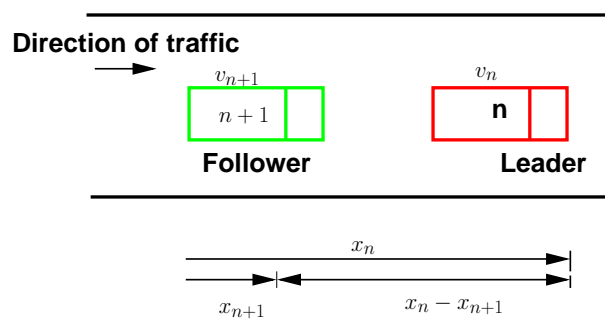 Direction of traffic
v_{n+1} v_n
n + 1 n
Follower Leader
x_n
x_{n+1} x_n − x_{n+1}